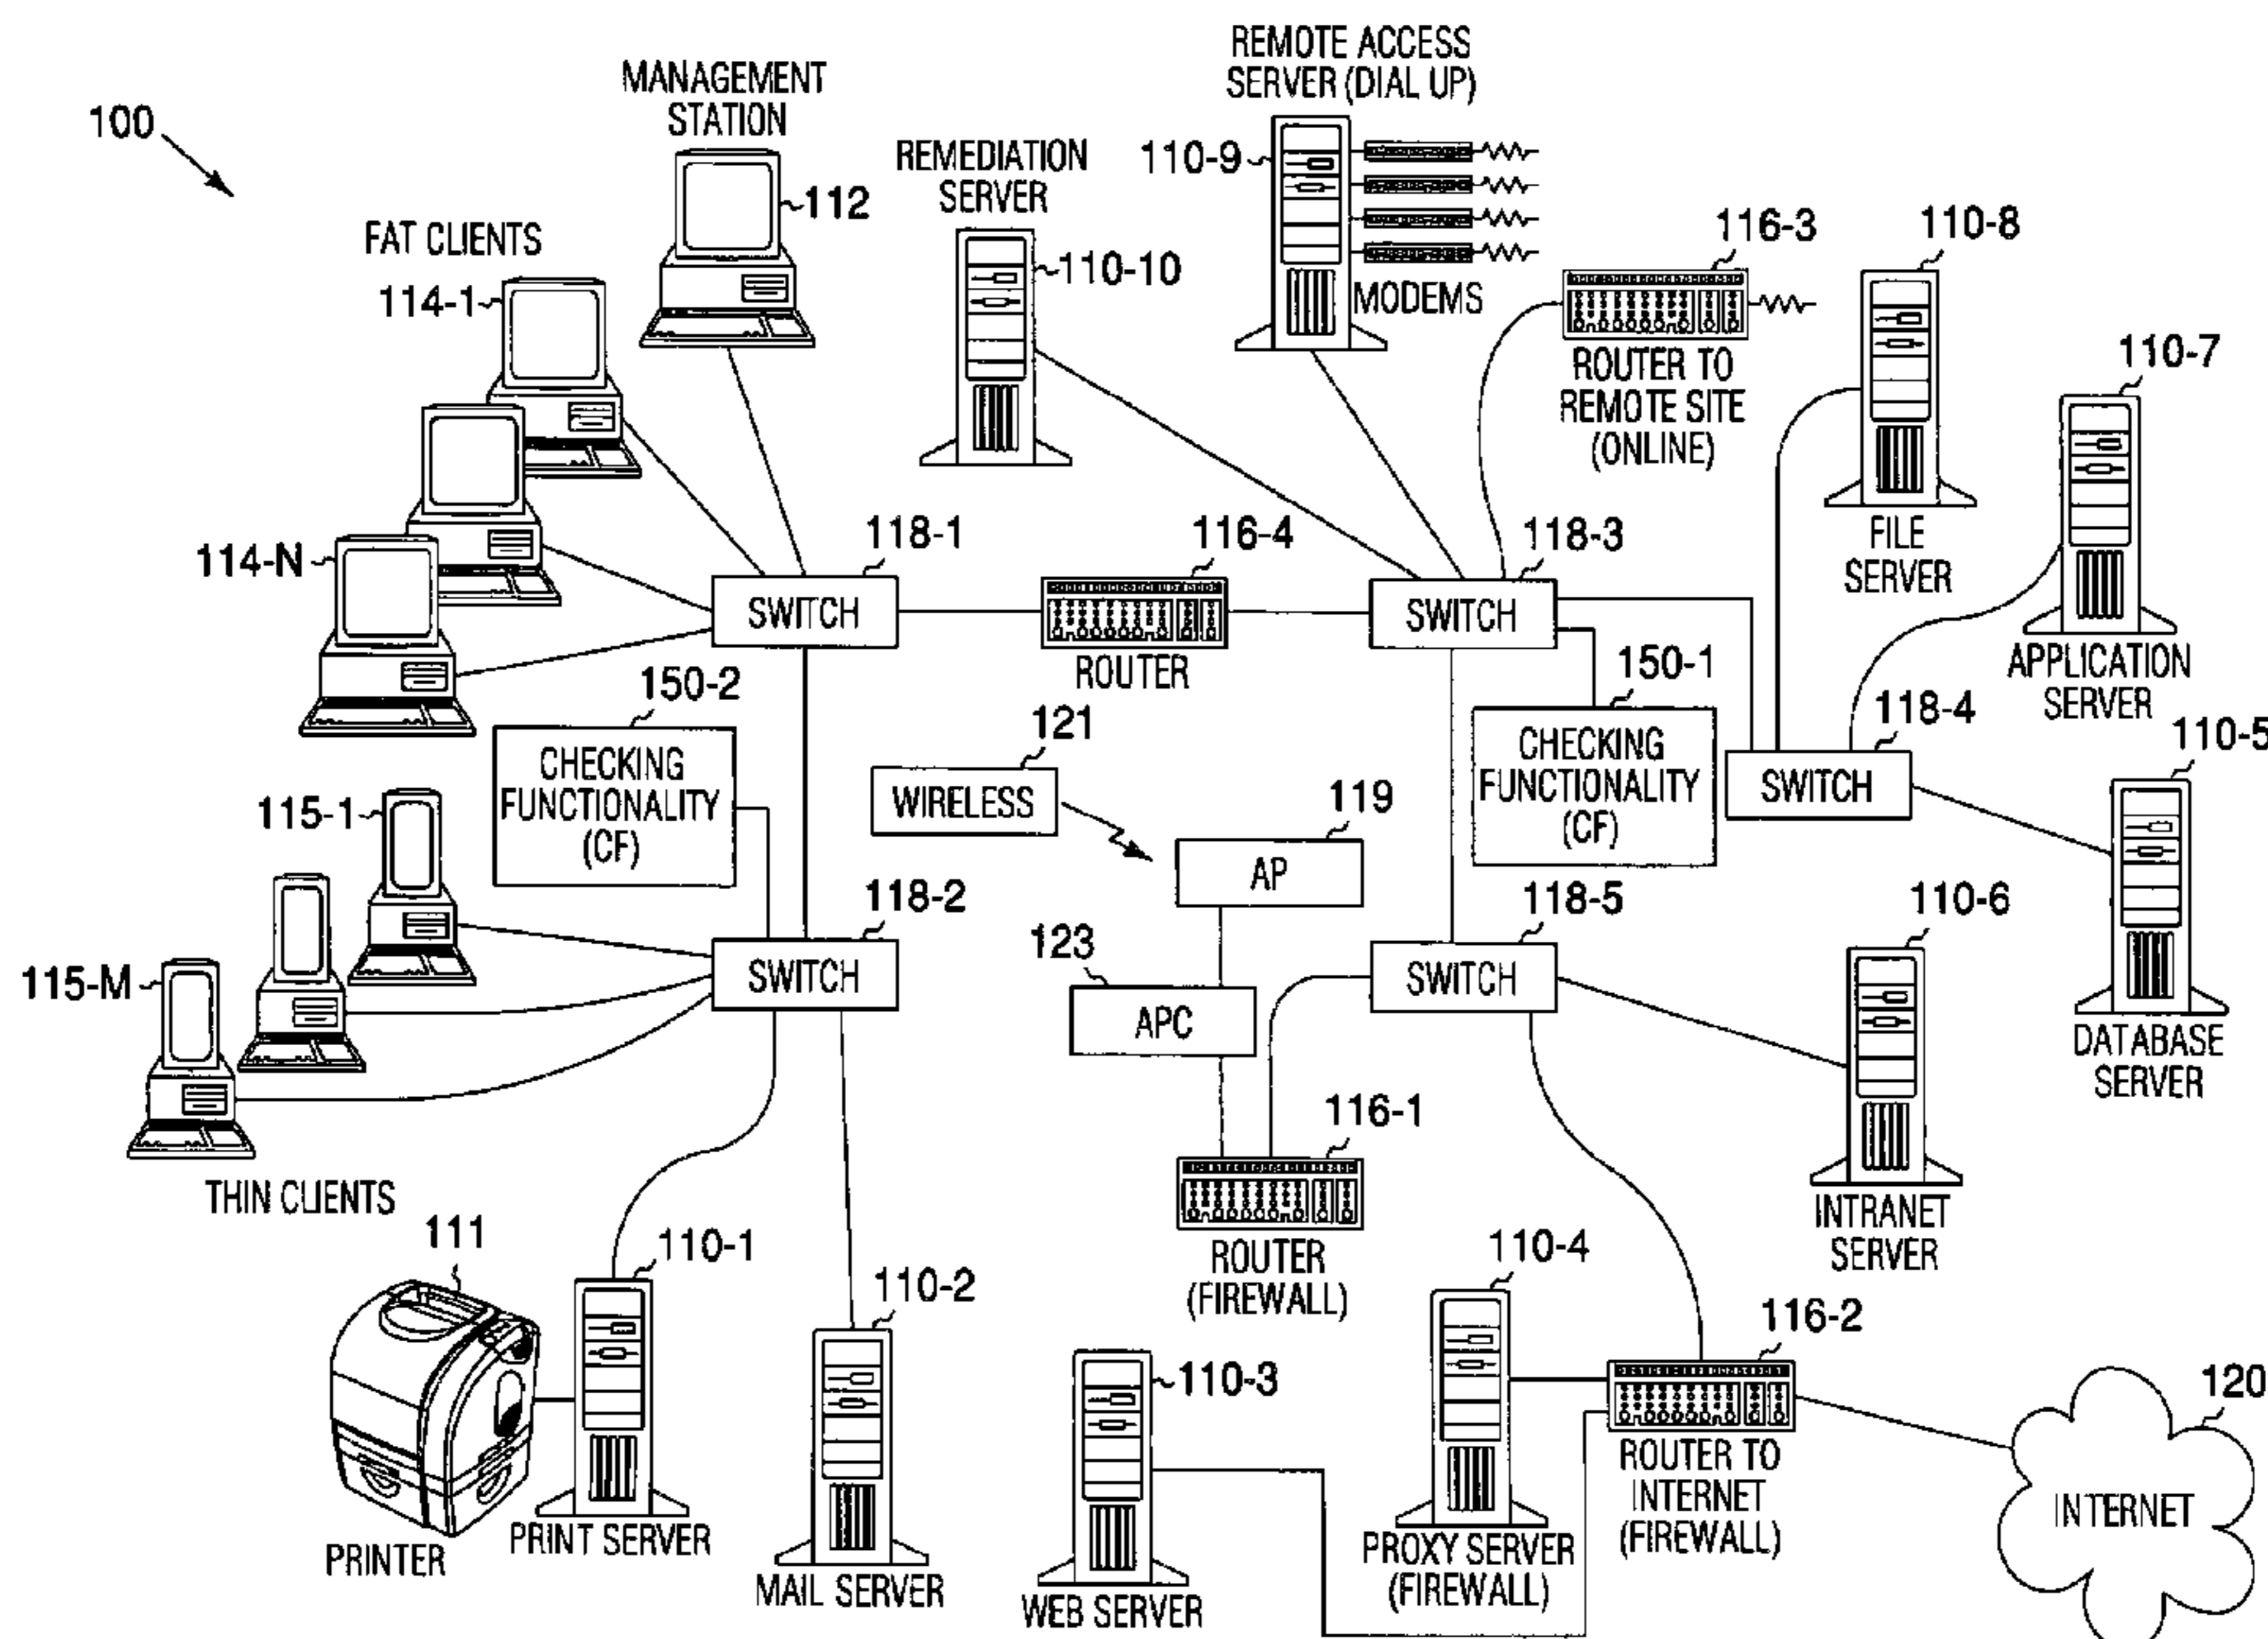 100
MANAGEMENT
STATION
112
REMOTE ACCESS
SERVER (DIAL UP)
110-9
MODEMS
REMEDIATION
SERVER
110-10
FAT CLIENTS
114-1
114-N
116-3
ROUTER TO
REMOTE SITE
(ONLINE)
110-8
FILE
SERVER
110-7
APPLICATION
SERVER
118-1
SWITCH
116-4
ROUTER
118-3
SWITCH
150-2
CHECKING
FUNCTIONALITY
(CF)
121
WIRELESS
119
AP
150-1
CHECKING
FUNCTIONALITY
(CF)
118-4
SWITCH
110-5
DATABASE
SERVER
115-1
115-M
THIN CLIENTS
118-2
SWITCH
123
APC
118-5
SWITCH
110-6
INTRANET
SERVER
116-1
ROUTER
(FIREWALL)
111
PRINTER
110-1
PRINT SERVER
110-2
MAIL SERVER
110-3
WEB SERVER
110-4
PROXY SERVER
(FIREWALL)
116-2
ROUTER TO
INTERNET
(FIREWALL)
120
INTERNET